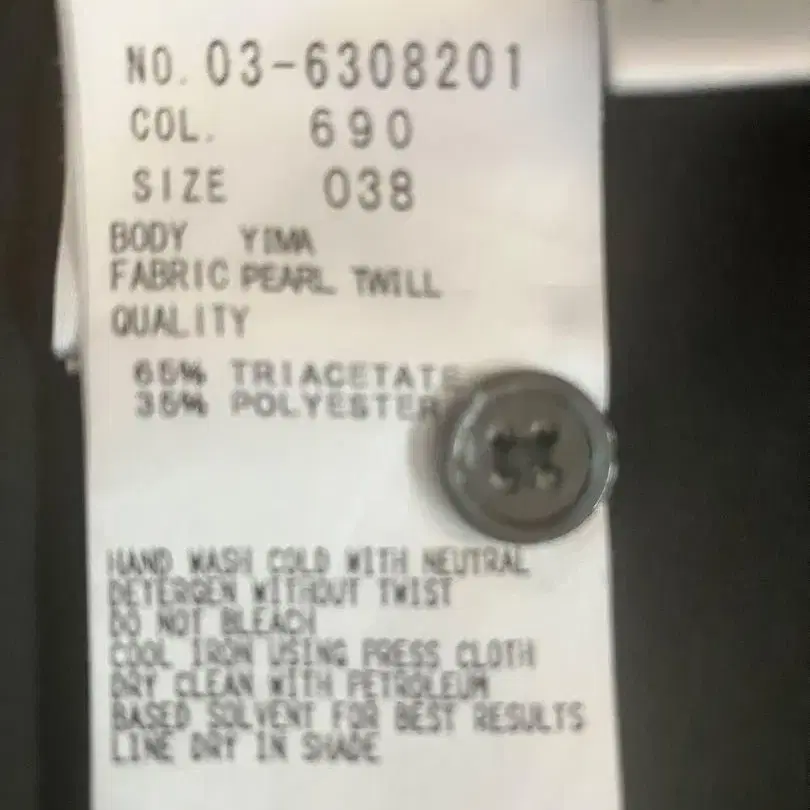 NO. 03-6308201
COL. 690
SIZE 038
BODY YIMA
FABRIC PEARL TWILL
QUALITY
65% TRIACETATE
35% POLYESTER
HAND WASH COLD WITH NEUTRAL
DETERGEN WITHOUT TWIST
DO NOT BLEACH
COOL IRON USING PRESS CLOTH
DRY CLEAN WITH PETROLEUM
BASED SOLVENT FOR BEST RESULTS
LINE DRY IN SHADE